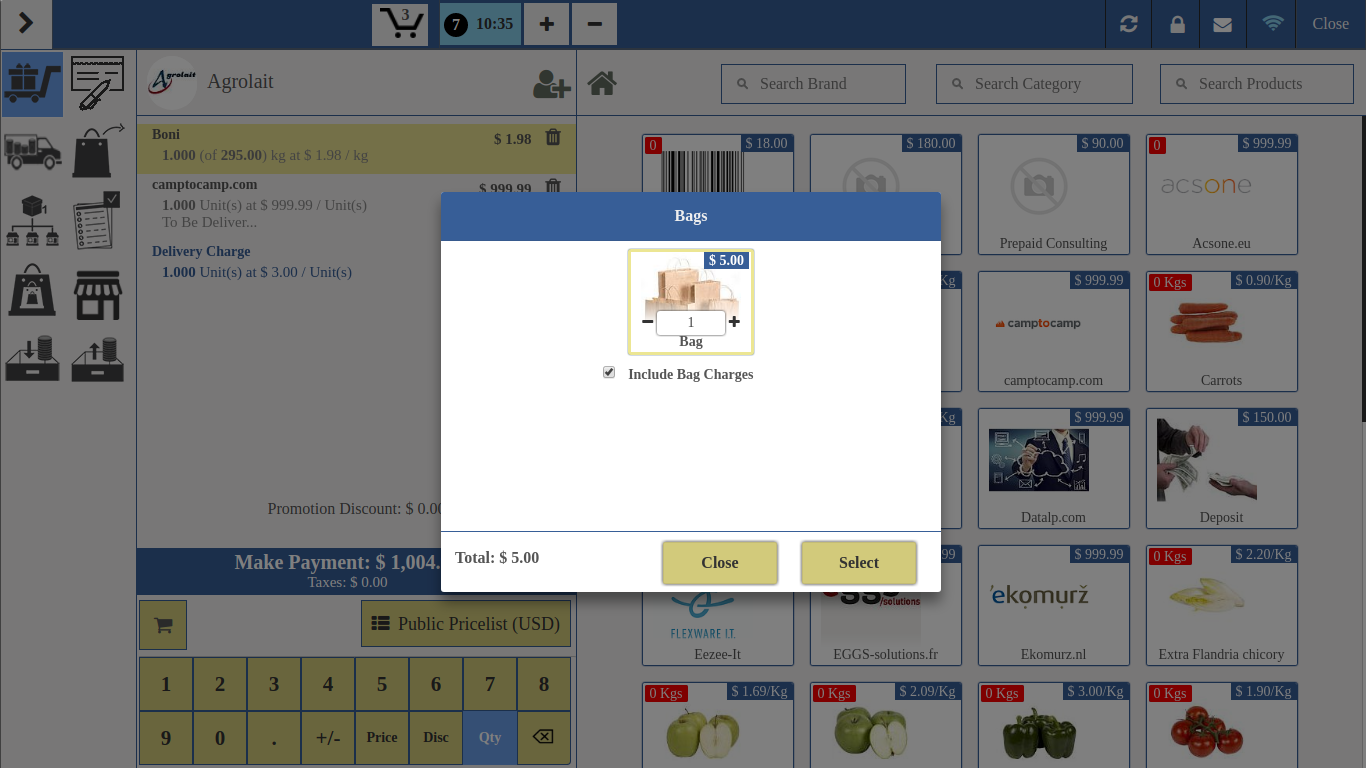 3
7 10:35
Close
Agrolait
Agrolait
Search Brand
Search Category
Search Products
Boni
$ 1.98
1.000 (of 295.00) kg at $ 1.98 / kg
camptocamp.com
$ 999.99
1.000 Unit(s) at $ 999.99 / Unit(s)
To Be Deliver...
Delivery Charge
1.000 Unit(s) at $ 3.00 / Unit(s)
1
Promotion Discount: $ 0.00
Make Payment: $ 1,004.
Taxes: $ 0.00
Public Pricelist (USD)
1 2 3 4 5 6 7 8
9 0 . +/- Price Disc Qty
Bags
$ 5.00
1
Bag
Include Bag Charges
Total: $ 5.00
Close
Select
0
$ 18.00
$ 180.00
$ 90.00
Prepaid Consulting
0
$ 999.99
acsone
Acsone.eu
Kg
$ 999.99
camptocamp
camptocamp.com
0 Kgs
$ 0.90/Kg
Carrots
Kg
$ 999.99
Datalp.com
$ 150.00
Deposit
FLEXWARE I.T.
Eezee-It
99
/solutions
EGGS-solutions.fr
$ 999.99
ekomurž
Ekomurz.nl
0 Kgs
$ 2.20/Kg
Extra Flandria chicory
0 Kgs
$ 1.69/Kg
0 Kgs
$ 2.09/Kg
0 Kgs
$ 3.00/Kg
0 Kgs
$ 1.90/Kg